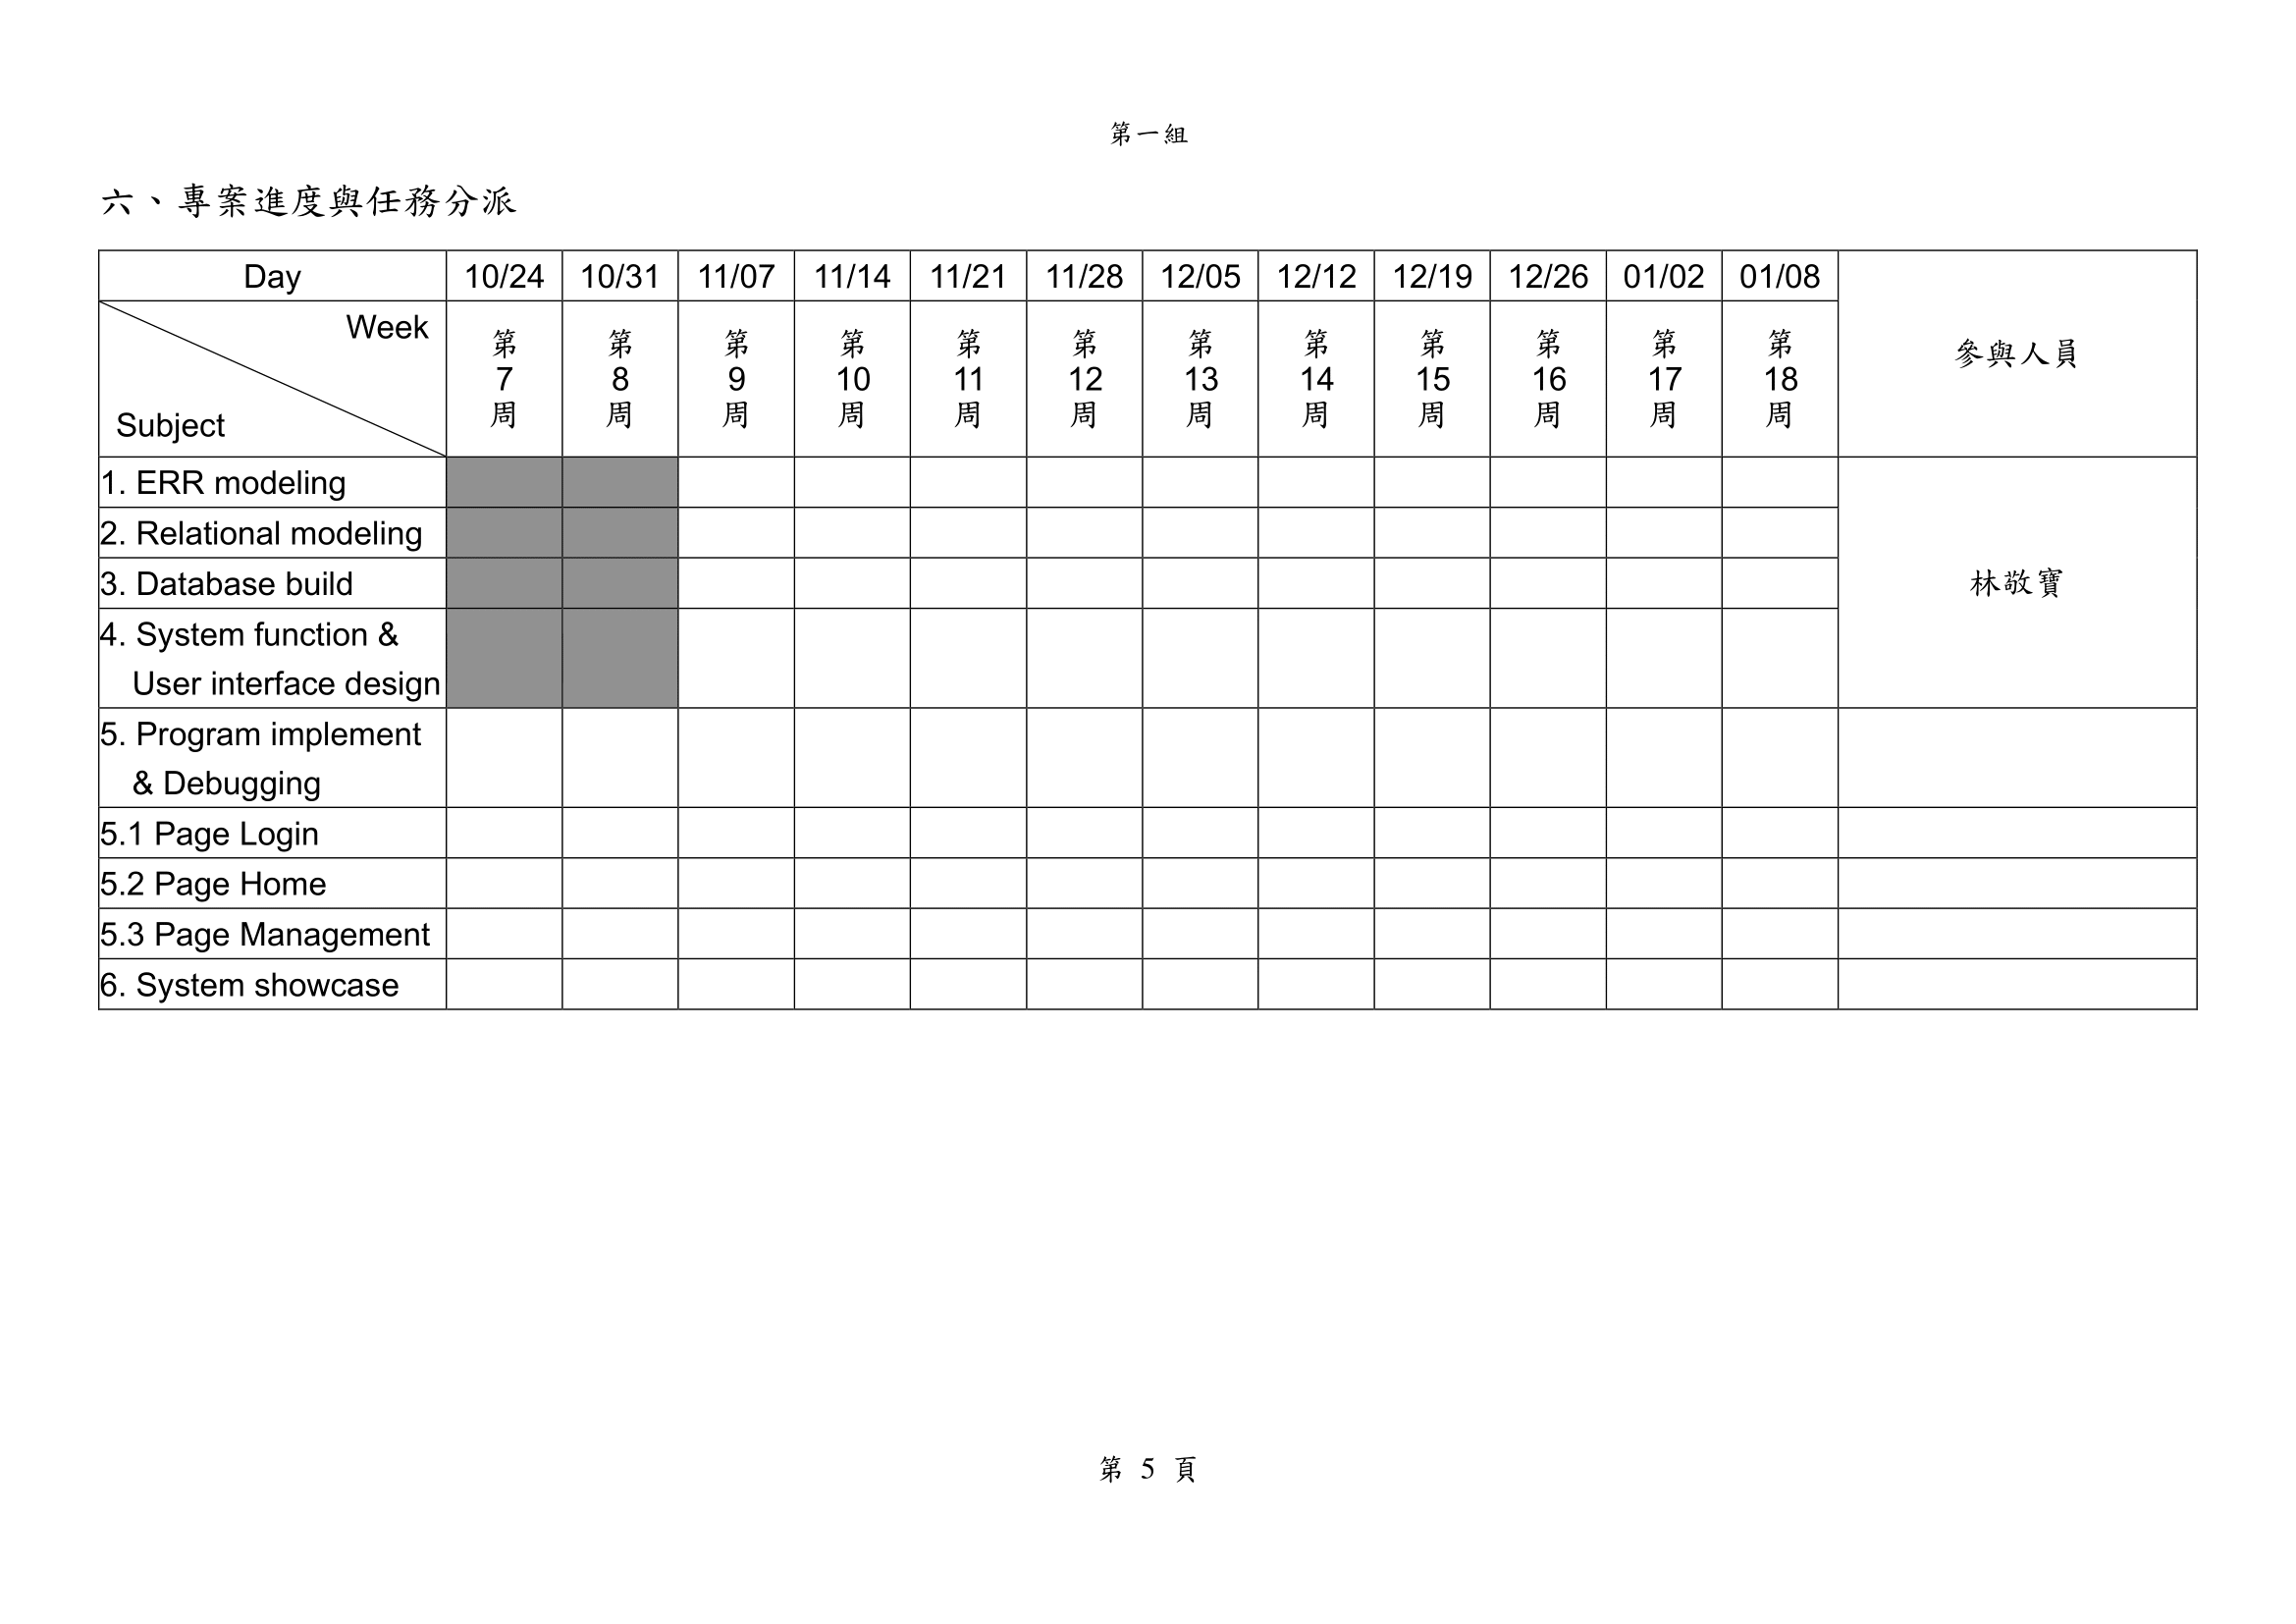 第一組
六、專案進度與任務分派
Day 10/24 10/31 11/07 11/14 11/21 11/28 12/05 12/12 12/19 12/26 01/02 01/08 參與人員
Week
Subject
第 7 周 第 8 周 第 9 周 第 10 周 第 11 周 第 12 周 第 13 周 第 14 周 第 15 周 第 16 周 第 17 周 第 18 周
1. ERR modeling
2. Relational modeling
3. Database build
林敬寶
4. System function &
User interface design
5. Program implement
& Debugging
5.1 Page Login
5.2 Page Home
5.3 Page Management
6. System showcase
第 5 頁